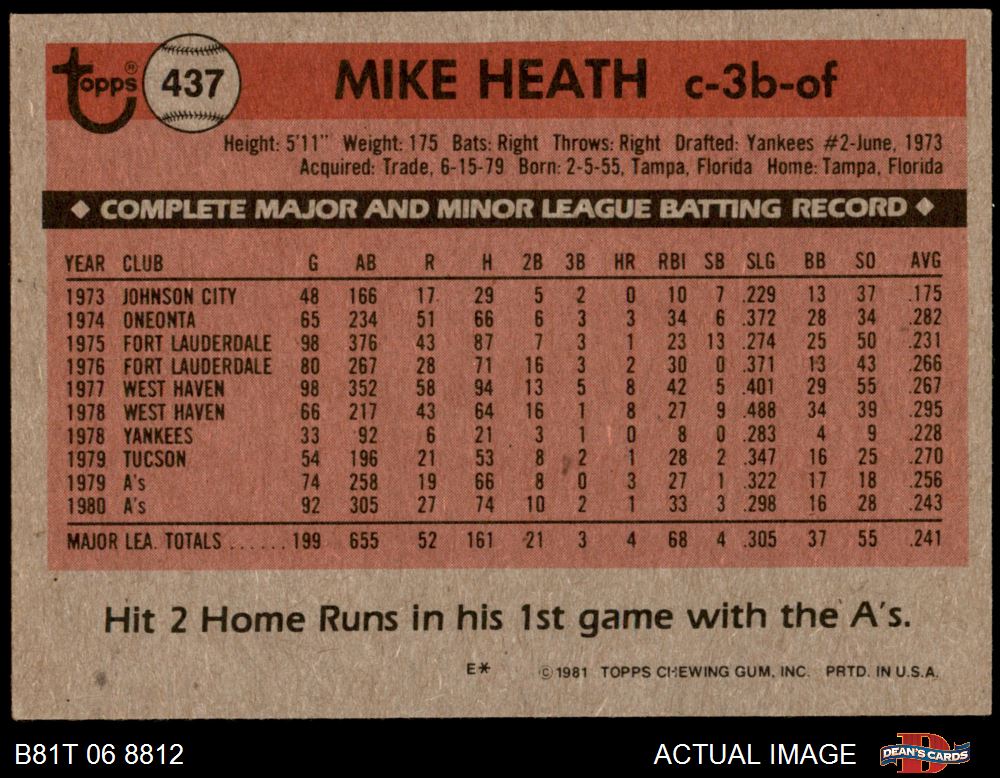 Topps® 437 MIKE HEATH c-3b-of
Height: 5'11" Weight: 175 Bats: Right Throws: Right Drafted: Yankees #2-June, 1973
Acquired: Trade, 6-15-79 Born: 2-5-55, Tampa, Florida Home: Tampa, Florida
◆ COMPLETE MAJOR AND MINOR LEAGUE BATTING RECORD ◆
YEAR CLUB G AB R H 2B 3B HR RBI SB SLG BB SO AVG
1973 JOHNSON CITY 48 166 17 29 5 2 0 10 7 .229 13 37 .175
1974 ONEONTA 65 234 51 66 6 3 3 34 6 .372 28 34 .282
1975 FORT LAUDERDALE 98 376 43 87 7 3 1 23 13 .274 25 50 .231
1976 FORT LAUDERDALE 80 267 28 71 16 3 2 30 0 .371 13 43 .266
1977 WEST HAVEN 98 352 58 94 13 5 8 42 5 .401 29 55 .267
1978 WEST HAVEN 66 217 43 64 16 1 8 27 9 .488 34 39 .295
1978 YANKEES 33 92 6 21 3 1 0 8 0 .283 4 9 .228
1979 TUCSON 54 196 21 53 8 2 1 28 2 .347 16 25 .270
1979 A's 74 258 19 66 8 0 3 27 1 .322 17 18 .256
1980 A's 92 305 27 74 10 2 1 33 3 .298 16 28 .243
MAJOR LEA. TOTALS ...... 199 655 52 161 21 3 4 68 4 .305 37 55 .241
Hit 2 Home Runs in his 1st game with the A's.
E* ©1981 TOPPS CHEWING GUM, INC. PRTD. IN U.S.A.
B81T 06 8812 ACTUAL IMAGE D DEAN'S CARDS